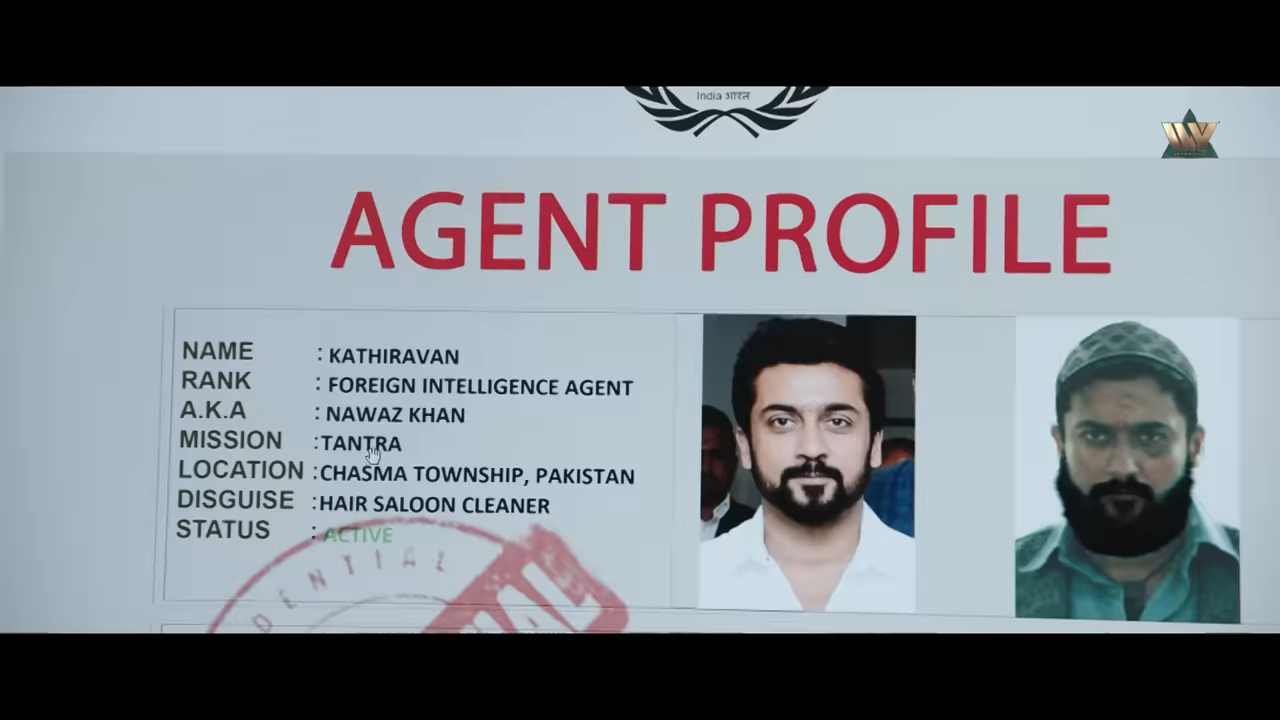 India भारत
AGENT PROFILE
NAME : KATHIRAVAN
RANK : FOREIGN INTELLIGENCE AGENT
A.K.A : NAWAZ KHAN
MISSION :TANTRA
LOCATION :CHASMA TOWNSHIP, PAKISTAN
DISGUISE :HAIR SALOON CLEANER
STATUS : ACTIVE
DENTIAL